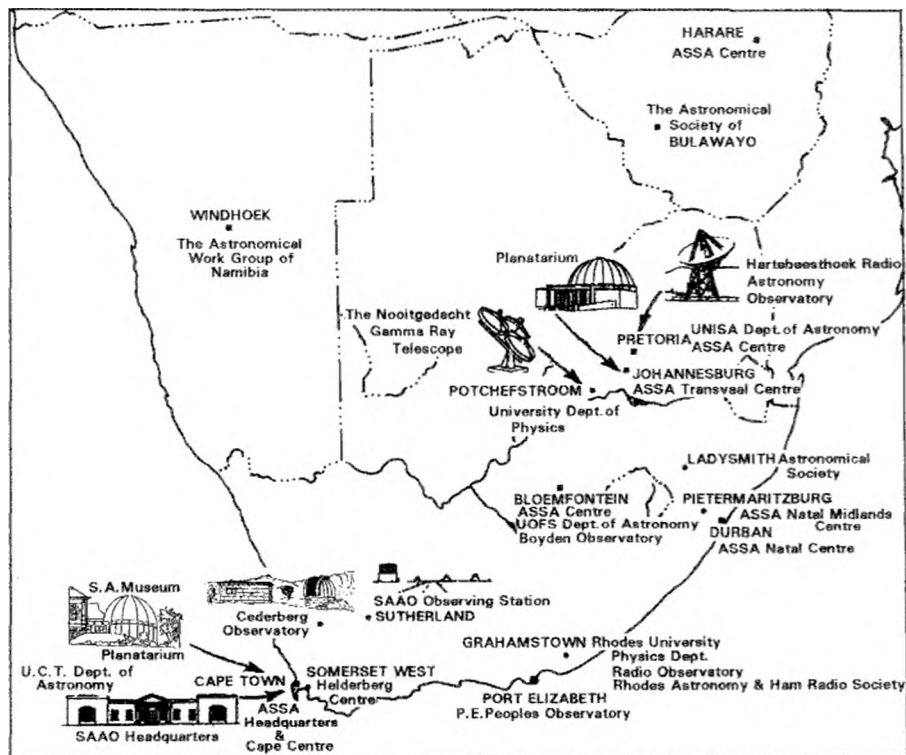 HARARE
ASSA Centre
The Astronomical
Society of
BULAWAYO
WINDHOEK
The Astronomical
Work Group of
Namibia
Planatarium
Hartebeesthoek Radio
Astronomy
Observatory
The Nooitgedacht
Gamma Ray
Telescope
PRETORIA
UNISA Dept. of Astronomy
ASSA Centre
JOHANNESBURG
ASSA Transvaal Centre
POTCHEFSTROOM
University Dept. of
Physics
LADYSMITH Astronomical
Society
BLOEMFONTEIN
ASSA Centre
UOFS Dept. of Astronomy
Boyden Observatory
PIETERMARITZBURG
ASSA Natal Midlands
Centre
DURBAN
ASSA Natal Centre
S.A. Museum
Planatarium
Cederberg
Observatory
SAAO Observing Station
SUTHERLAND
GRAHAMSTOWN Rhodes University
Physics Dept.
Radio Observatory
Rhodes Astronomy & Ham Radio Society
U.C.T. Dept. of
Astronomy
SAAO Headquarters
CAPE TOWN
ASSA
Headquarters
&
Cape Centre
SOMERSET WEST
Helderberg
Centre
PORT ELIZABETH
P.E. Peoples Observatory